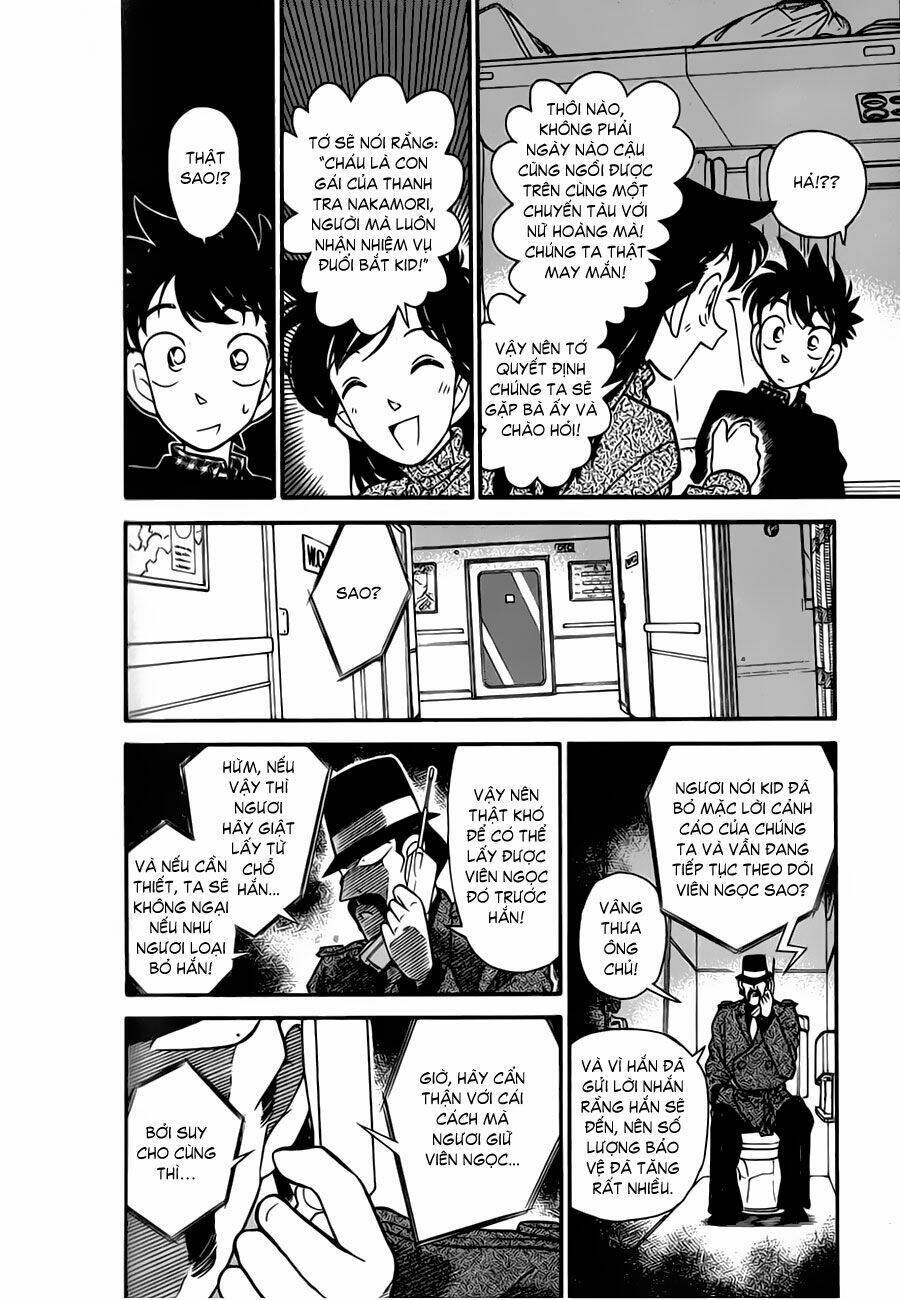 HẢ!??
THÔI NÀO,
KHÔNG PHẢI
NGÀY NÀO CẬU
CŨNG NGỒI ĐƯỢC
TRÊN CÙNG MỘT
CHUYẾN TÀU VỚI
NỮ HOÀNG MÀ!
CHÚNG TA THẬT
MAY MẮN!
VẬY NÊN TỚ
QUYẾT ĐỊNH
CHÚNG TA SẼ
GẶP BÀ ẤY VÀ
CHÀO HỎI!
TỚ SẼ NÓI RẰNG:
"CHÁU LÀ CON
GÁI CỦA THANH
TRA NAKAMORI,
NGƯỜI MÀ LUÔN
NHẬN NHIỆM VỤ
ĐUỔI BẮT KID!"
THẬT
SAO!?
W.C
SAO?
NGƯƠI NÓI KID ĐÃ
BỎ MẶC LỜI CẢNH
CÁO CỦA CHÚNG
TA VÀ VẪN ĐANG
TIẾP TỤC THEO DÕI
VIÊN NGỌC SAO?
VÂNG
THƯA
ÔNG
CHỦ!
VÀ VÌ HẮN ĐÃ
GỬI LỜI NHẮN
RẰNG HẮN SẼ
ĐẾN, NÊN SỐ
LƯỢNG BẢO
VỆ ĐÃ TĂNG
RẤT NHIỀU.
VẬY NÊN
THẬT KHÓ
ĐỂ CÓ THỂ
LẤY ĐƯỢC
VIÊN NGỌC
ĐÓ TRƯỚC
HẮN!
HỪM, NẾU
VẬY THÌ
NGƯƠI
HÃY GIẬT
LẤY TỪ
CHỖ
HẮN...
VÀ NẾU CẦN
THIẾT, TA SẼ
KHÔNG NGẠI
NẾU NHƯ
NGƯƠI LOẠI
BỎ HẮN!
GIỜ, HÃY CẨN
THẬN VỚI CÁI
CÁCH MÀ
NGƯƠI GIỮ
VIÊN NGỌC...
BỞI SUY
CHO CÙNG
THÌ...